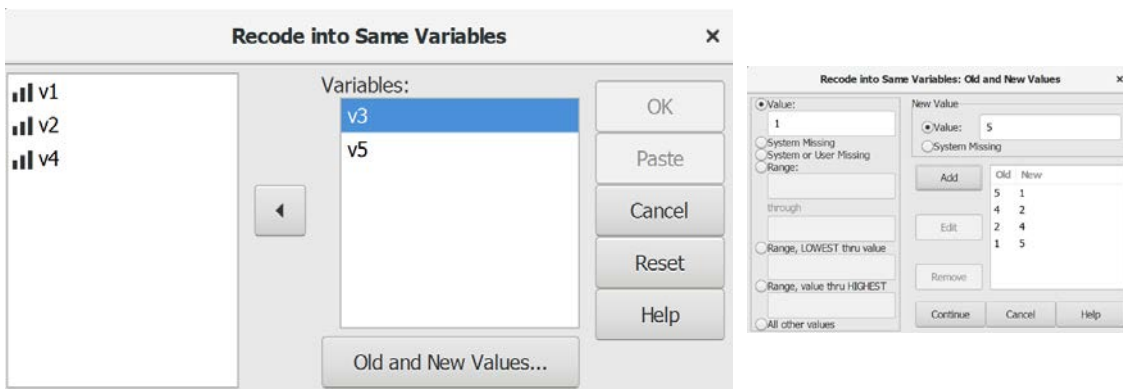 Recode into Same Variables ×
v1
v2
v4
Variables:
v3
v5
OK
Paste
Cancel
Reset
Help
Old and New Values...
Recode into Same Variables: Old and New Values ×
Value:
1
System Missing
System or User Missing
Range:
through
Range, LOWEST thru value
Range, value thru HIGHEST
All other values
New Value
Value: 5
System Missing
Add
Edit
Remove
Old New
5 1
4 2
2 4
1 5
Continue Cancel Help